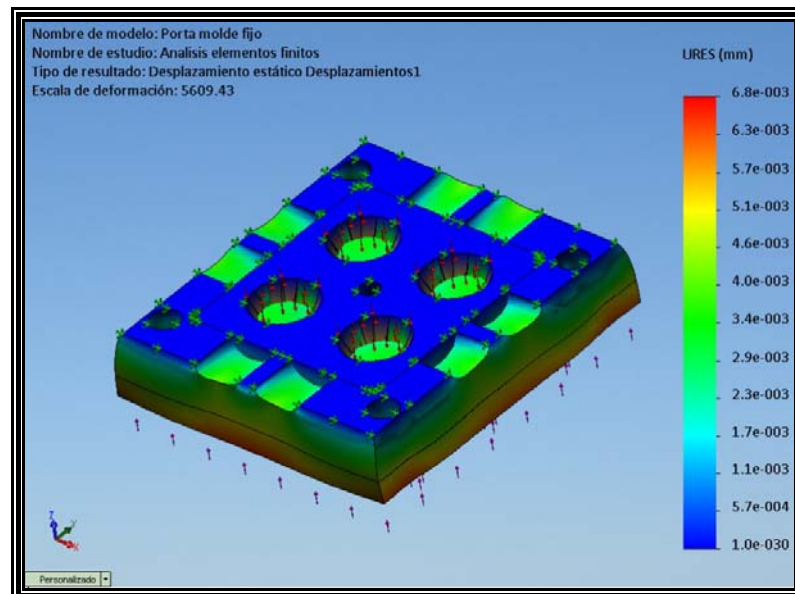 Nombre de modelo: Porta molde fijo
Nombre de estudio: Analisis elementos finitos
Tipo de resultado: Desplazamiento estático Desplazamientos1
Escala de deformación: 5609.43
URES (mm)
6.8e-003
6.3e-003
5.7e-003
5.1e-003
4.6e-003
4.0e-003
3.4e-003
2.9e-003
2.3e-003
1.7e-003
1.1e-003
5.7e-004
1.0e-030
Z
Y
X
Personalizado